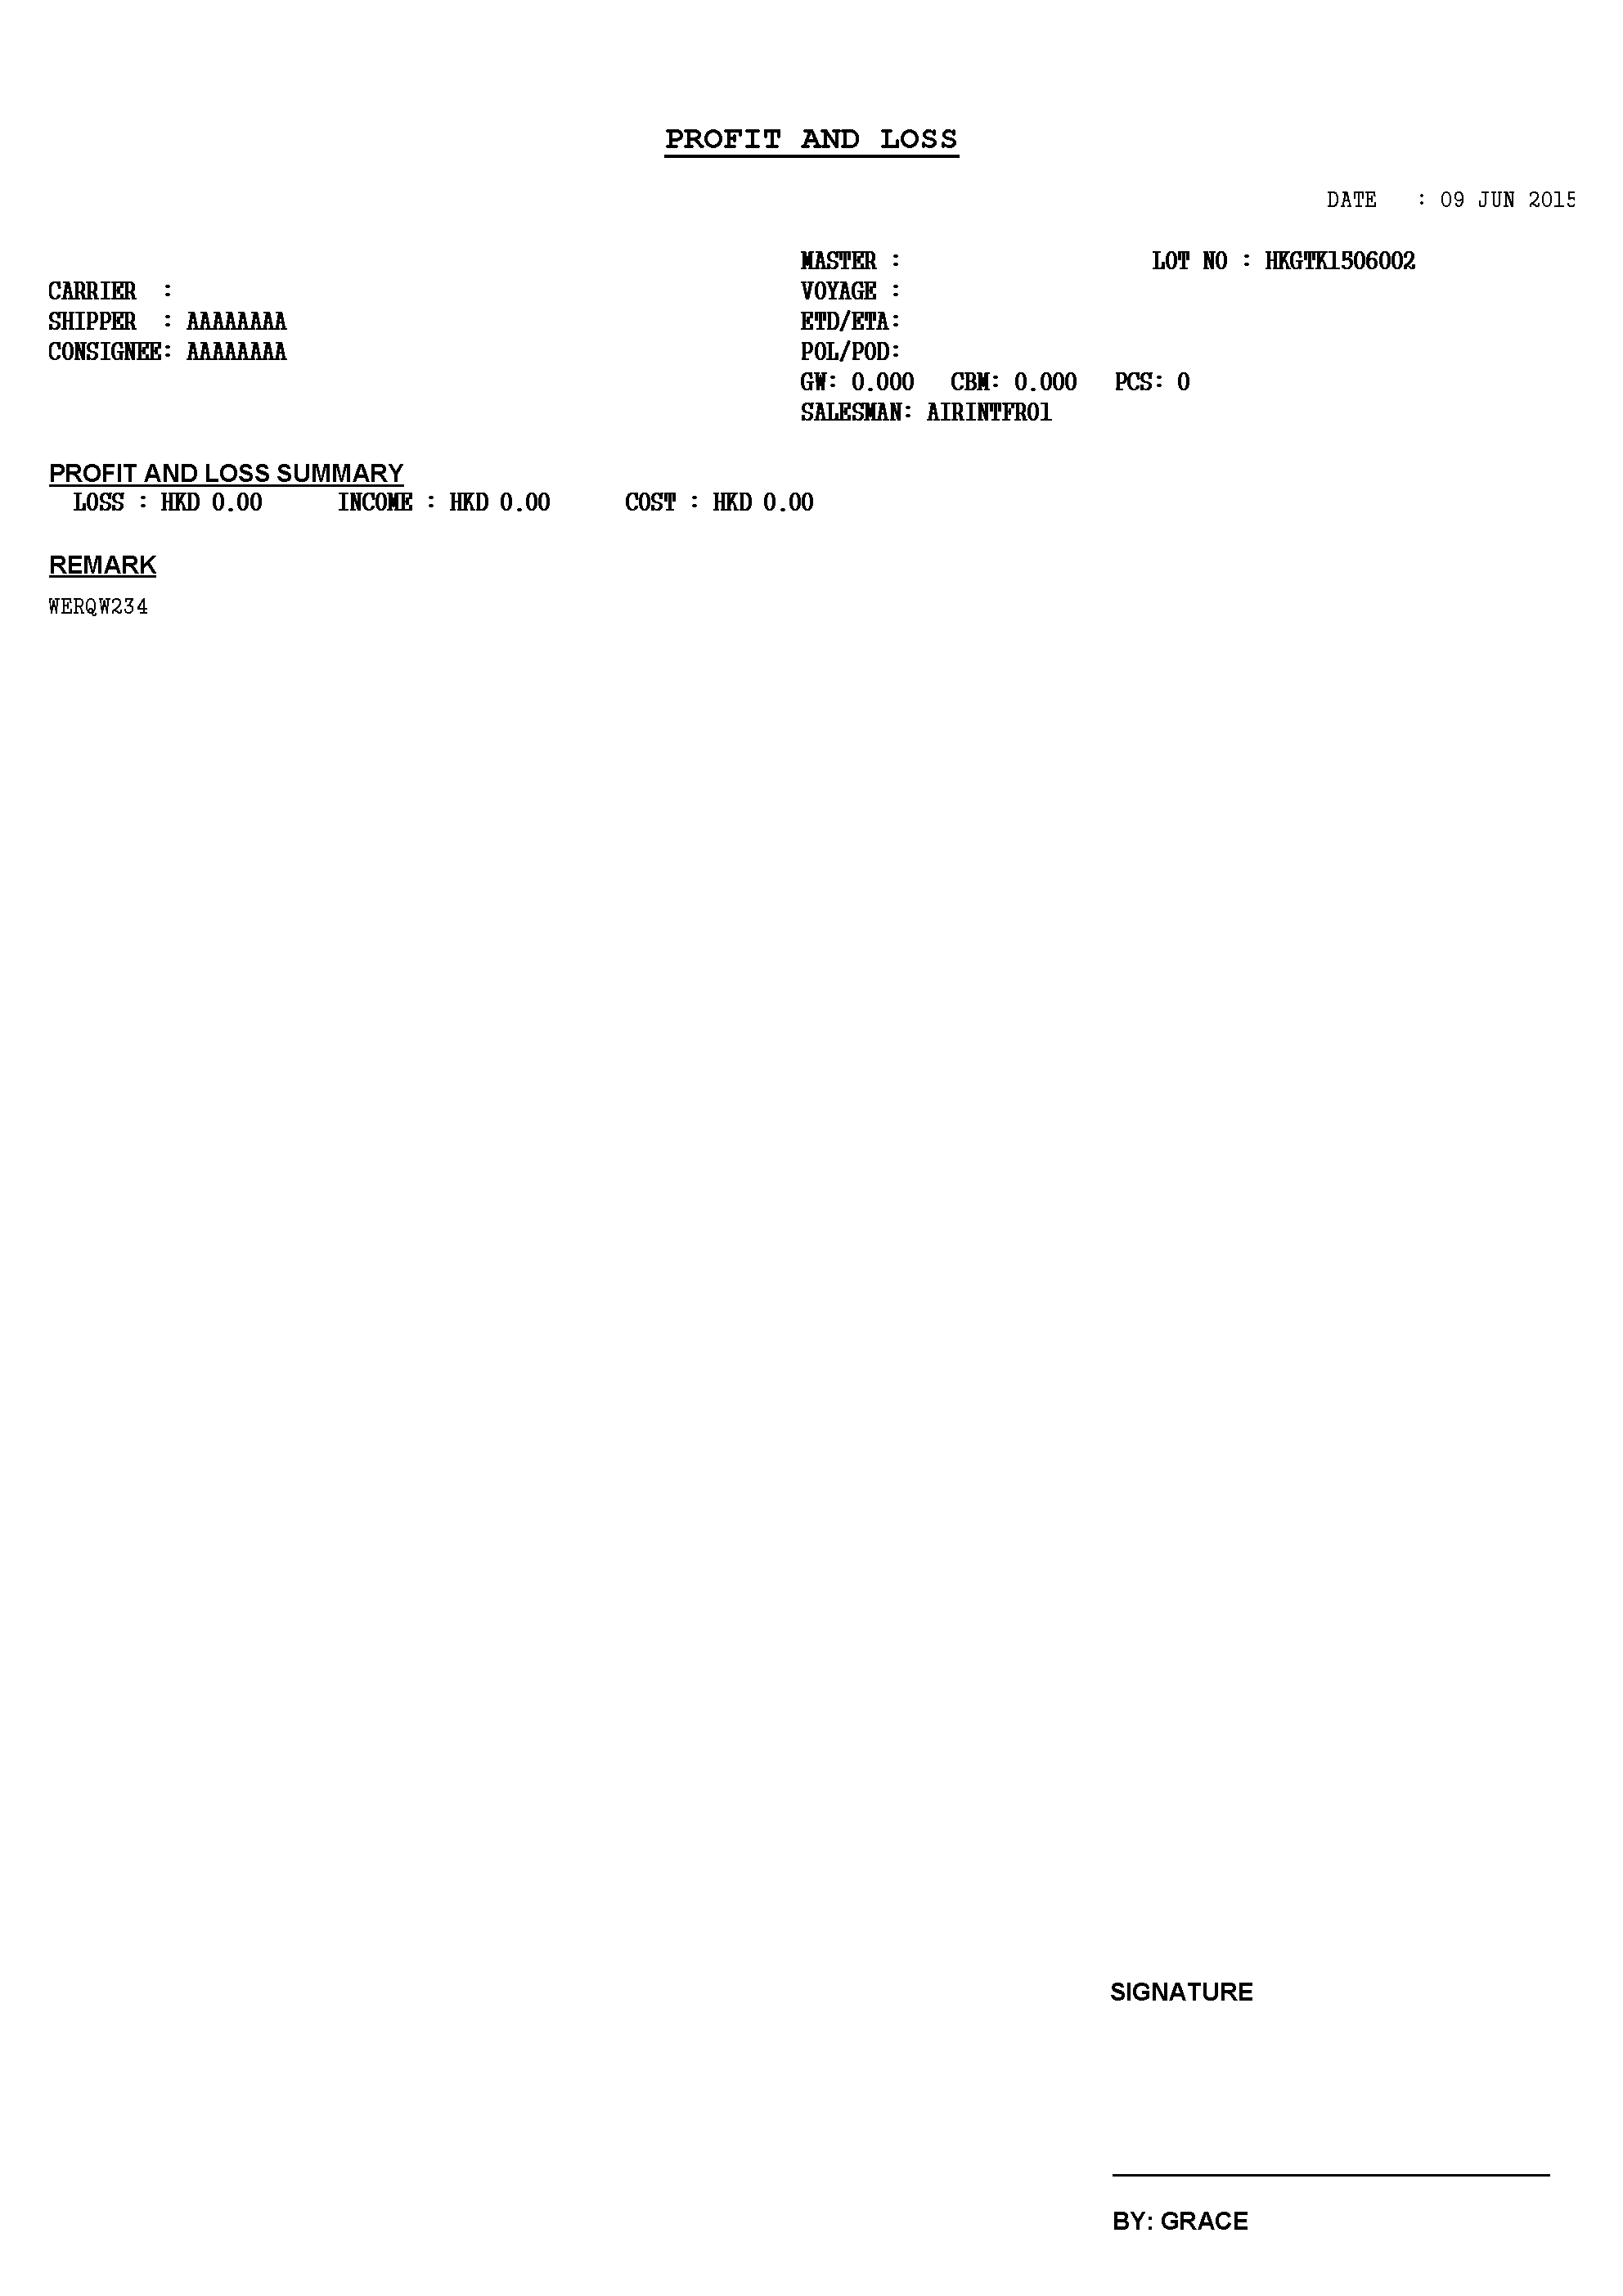 PROFIT AND LOSS
DATE : 09 JUN 2015
MASTER : LOT NO : HKGTK1506002
CARRIER : VOYAGE :
SHIPPER : AAAAAAAA ETD/ETA:
CONSIGNEE: AAAAAAAA POL/POD:
GW: 0.000 CBM: 0.000 PCS: 0
SALESMAN: AIRINTFR01
PROFIT AND LOSS SUMMARY
LOSS : HKD 0.00 INCOME : HKD 0.00 COST : HKD 0.00
REMARK
WERQW234
SIGNATURE
BY: GRACE